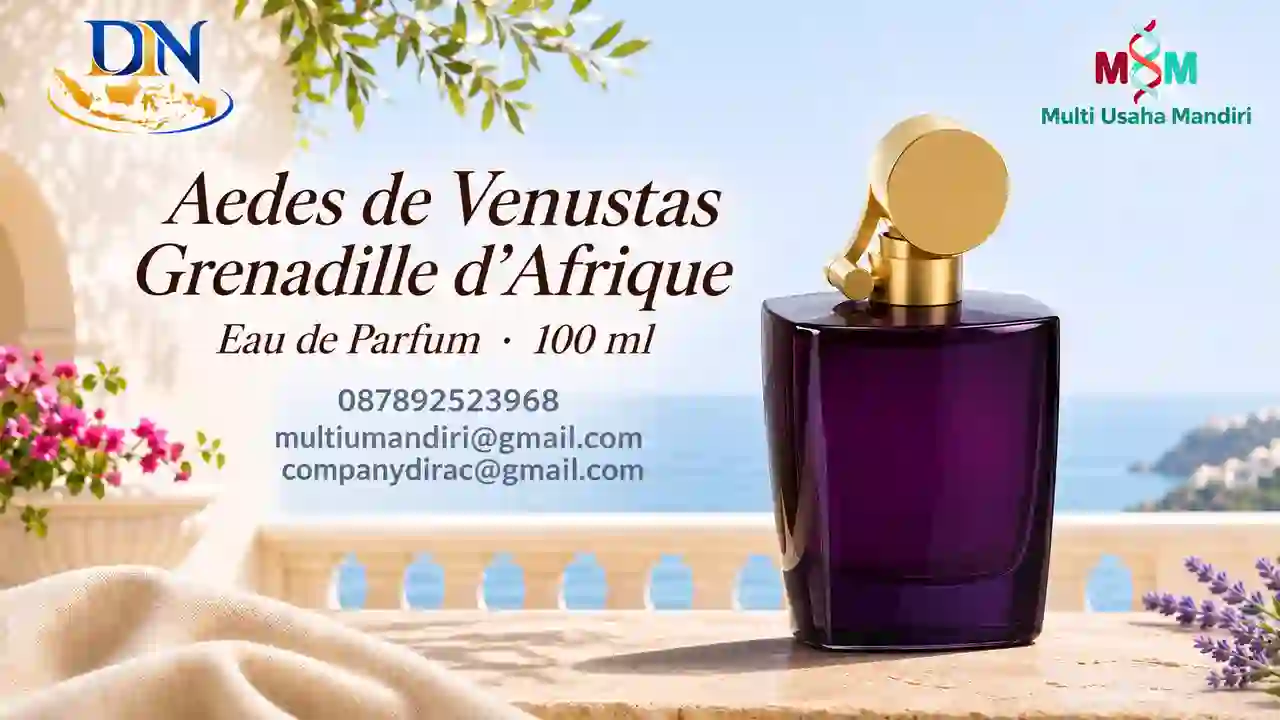 DN
MSM
Multi Usaha Mandiri
Aedes de Venustas
Grenadille d’Afrique
Eau de Parfum · 100 ml
087892523968
multiumandiri@gmail.com
companydirac@gmail.com